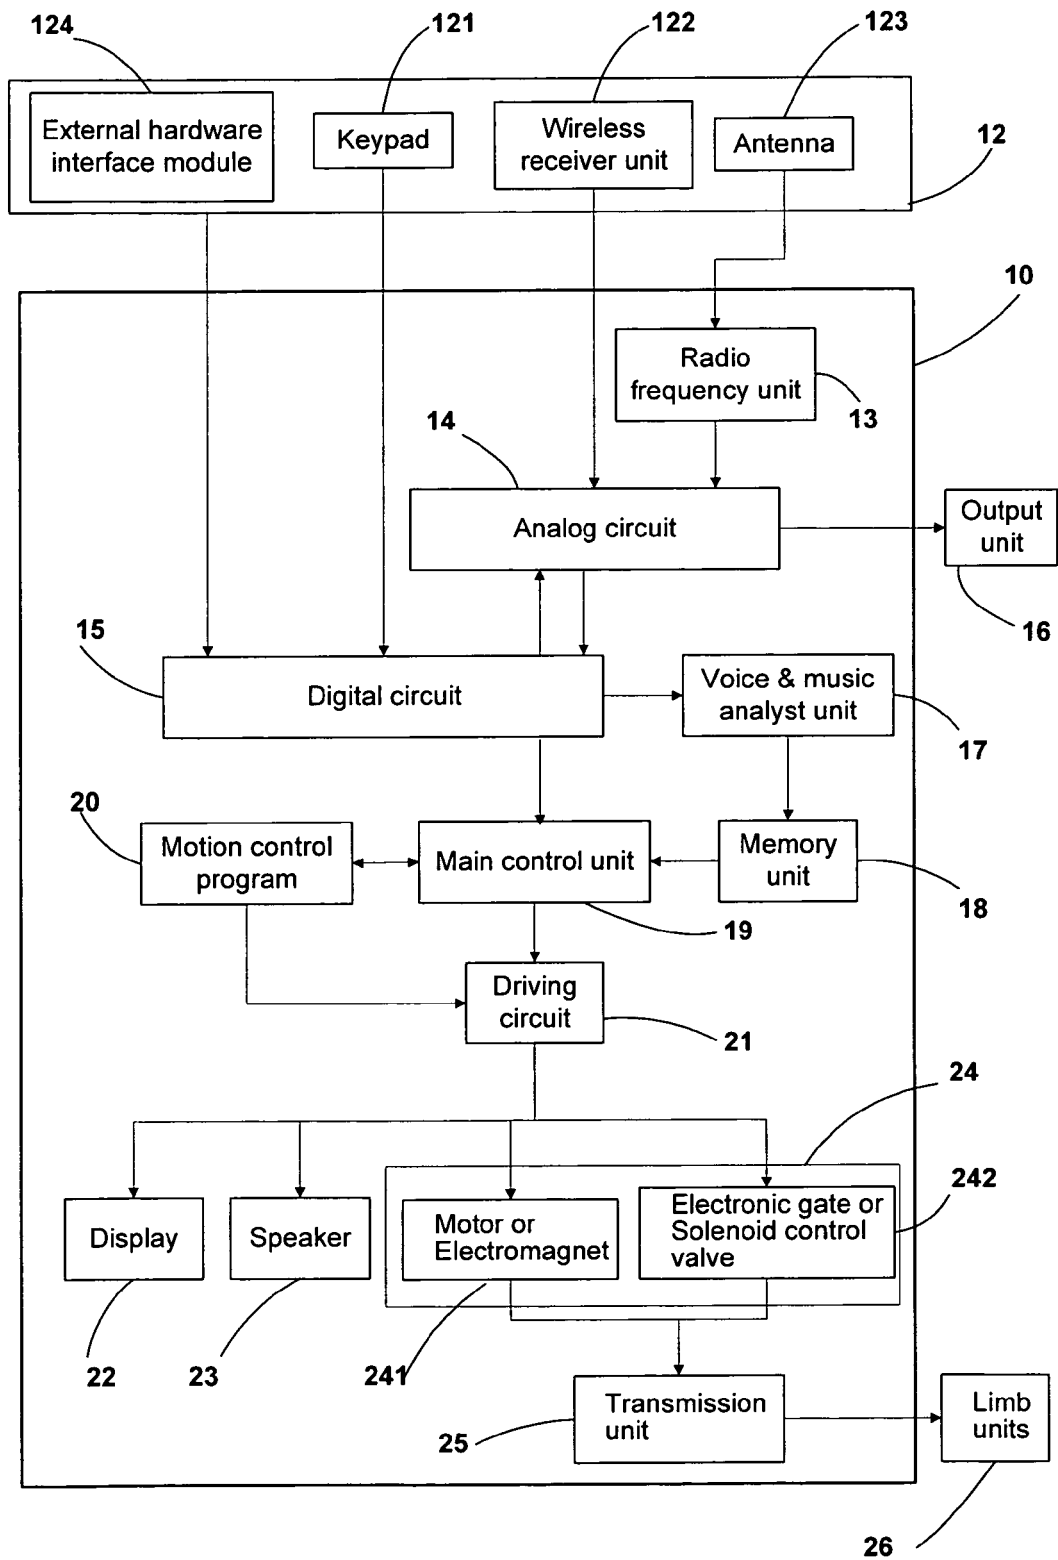 124
121
122
123
External hardware
interface module
Keypad
Wireless
receiver unit
Antenna
12
10
Radio
frequency unit
13
14
Analog circuit
Output
unit
16
15
Digital circuit
Voice & music
analyst unit
17
20
Motion control
program
Main control unit
Memory
unit
18
19
Driving
circuit
21
24
242
Display
Speaker
Motor or
Electromagnet
Electronic gate or
Solenoid control
valve
22
23
241
Transmission
unit
25
Limb
units
26